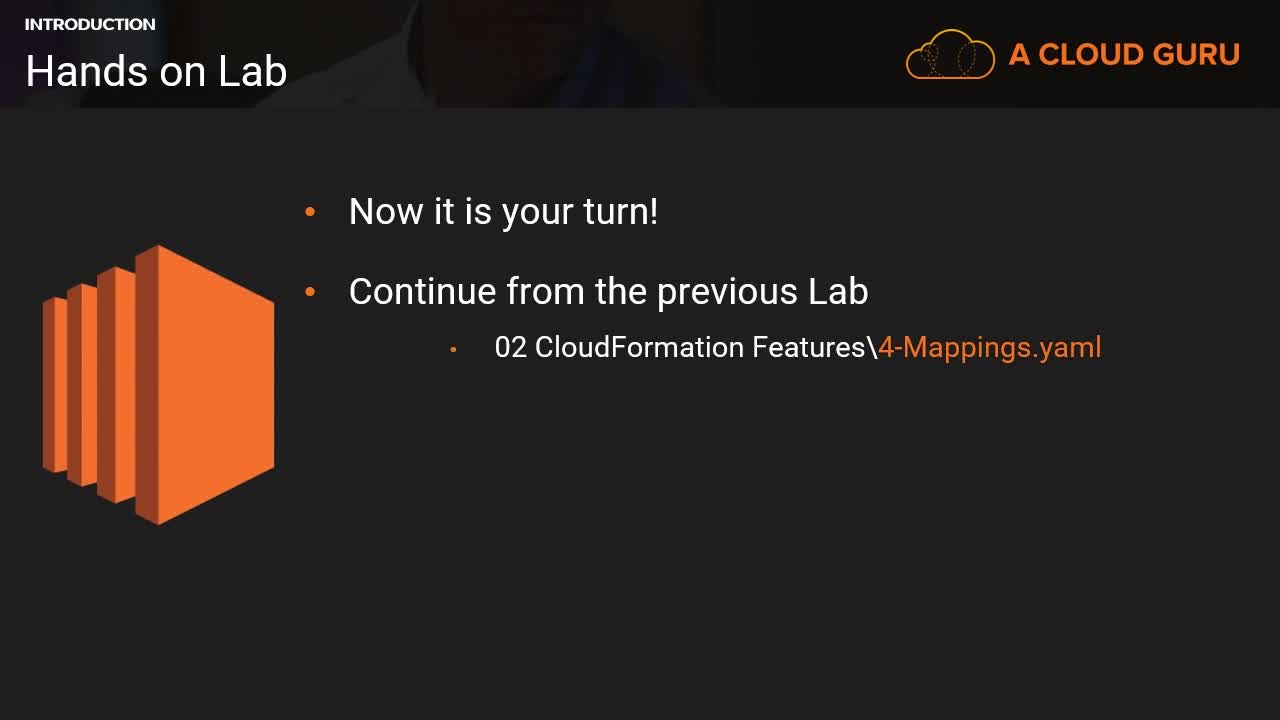 INTRODUCTION
Hands on Lab
A CLOUD GURU
• Now it is your turn!
• Continue from the previous Lab
• 02 CloudFormation Features\4-Mappings.yaml